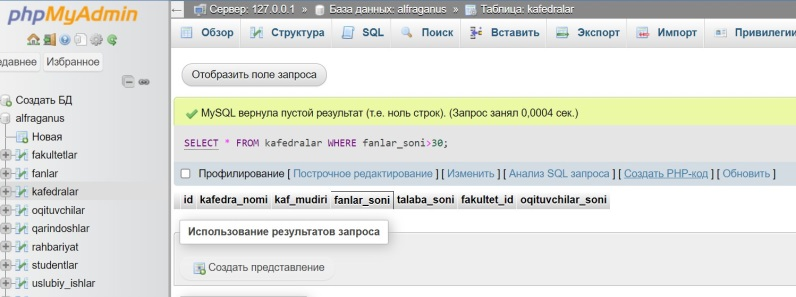 phpMyAdmin
Сервер: 127.0.0.1 » База данных: alfraganus » Таблица: kafedralar
Обзор Структура SQL Поиск Вставить Экспорт Импорт Привилегии
едавнее Избранное
Создать БД
alfraganus
Новая
fakultetlar
fanlar
kafedralar
oqituvchilar
qarindoshlar
rahbariyat
studentlar
uslubiy_ishlar
Отобразить поле запроса
MySQL вернула пустой результат (т.е. ноль строк). (Запрос занял 0,0004 сек.)
SELECT * FROM kafedralar WHERE fanlar_soni>30;
Профилирование [ Построчное редактирование ] [ Изменить ] [ Анализ SQL запроса ] [ Создать PHP-код ] [ Обновить ]
id kafedra_nomi kaf_mudiri fanlar_soni talaba_soni fakultet_id oqituvchilar_soni
Использование результатов запроса
Создать представление